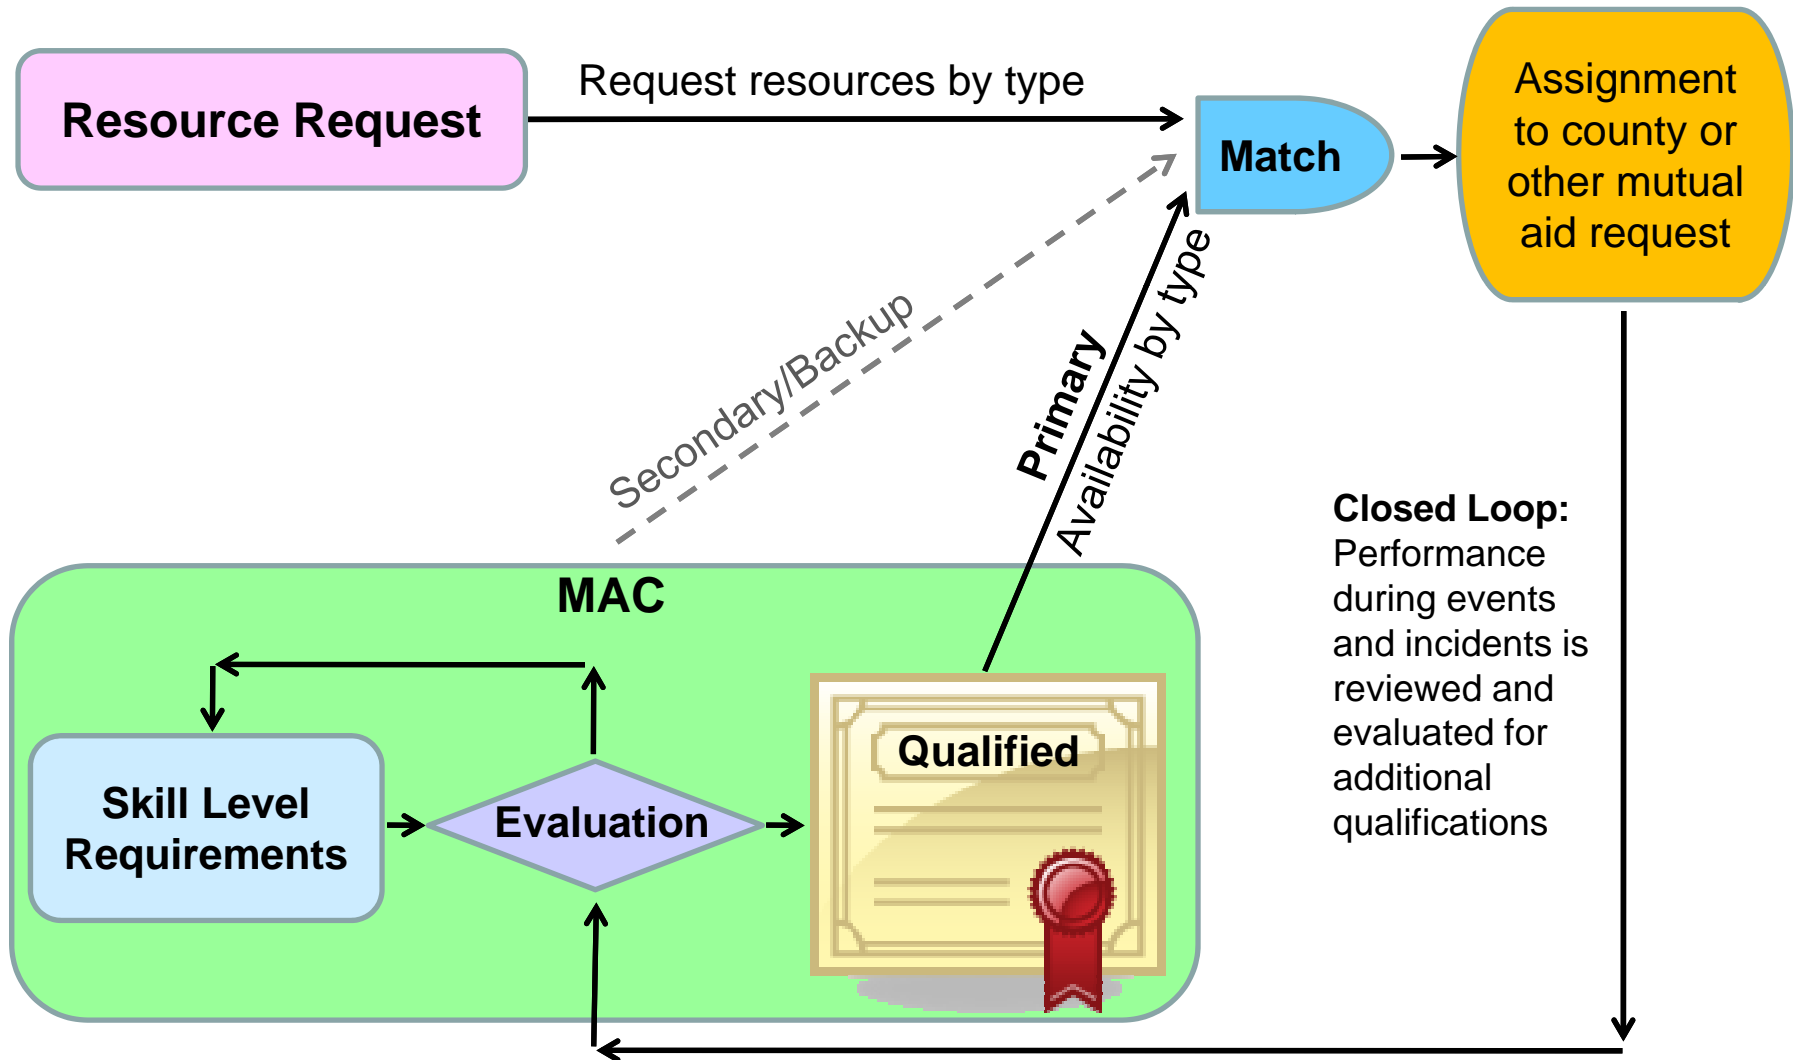 Resource Request
Request resources by type
Match
Assignment
to county or
other mutual
aid request
Secondary/Backup
Primary
Availability by type
Closed Loop:
Performance
during events
and incidents is
reviewed and
evaluated for
additional
qualifications
MAC
Skill Level
Requirements
Evaluation
Qualified